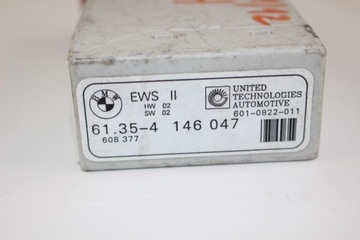 BMW
EWS II
HW 02
SW 02
UNITED
TECHNOLOGIES
AUTOMOTIVE
601-0822-011
61.35-4 146 047
608 377